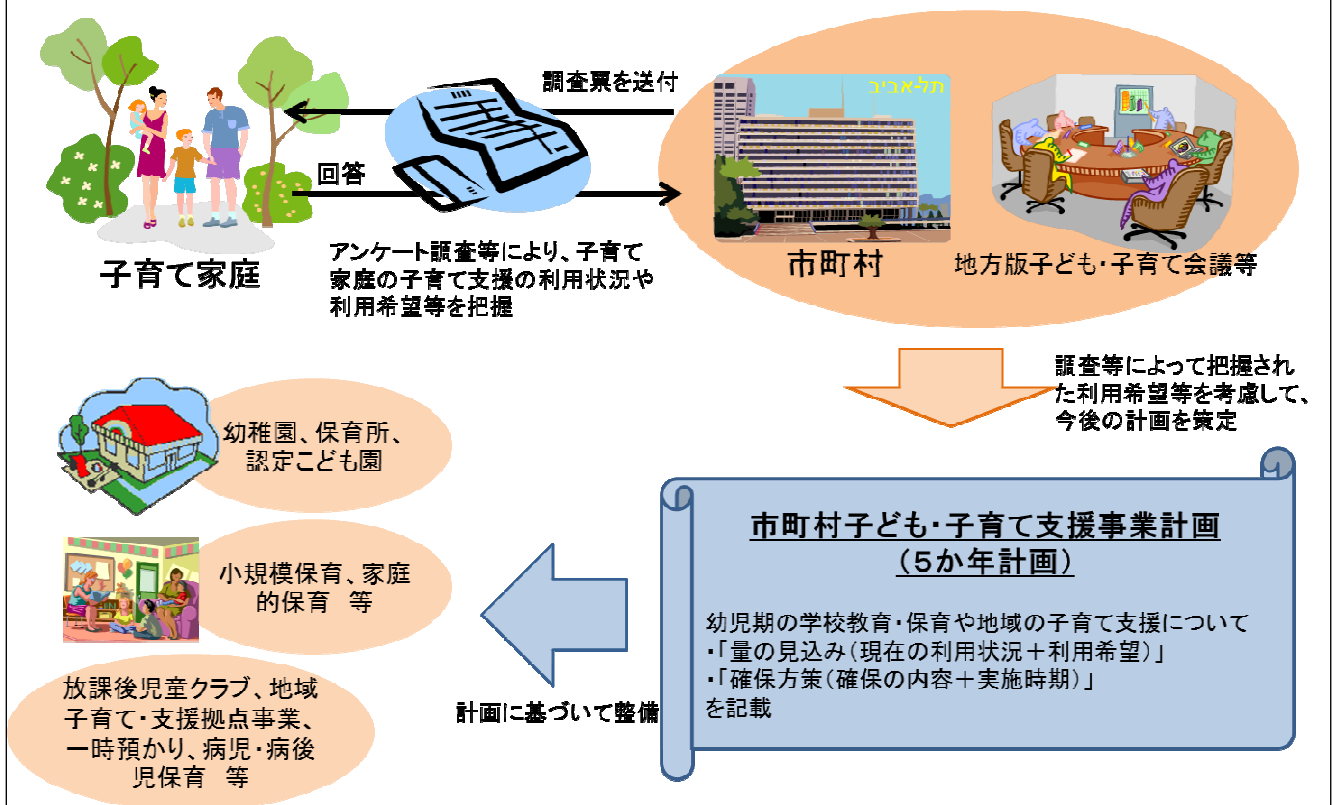 調査票を送付
תל-אביב
回答
子育て家庭
アンケート調査等により、子育て
家庭の子育て支援の利用状況や
利用希望等を把握
市町村
地方版子ども・子育て会議等
調査等によって把握され
た利用希望等を考慮して、
今後の計画を策定
幼稚園、保育所、
認定こども園
小規模保育、家庭
的保育 等
放課後児童クラブ、地域
子育て・支援拠点事業、
一時預かり、病児・病後
児保育 等
計画に基づいて整備
市町村子ども・子育て支援事業計画
(5か年計画)
幼児期の学校教育・保育や地域の子育て支援について
・「量の見込み(現在の利用状況+利用希望)」
・「確保方策(確保の内容+実施時期)」
を記載